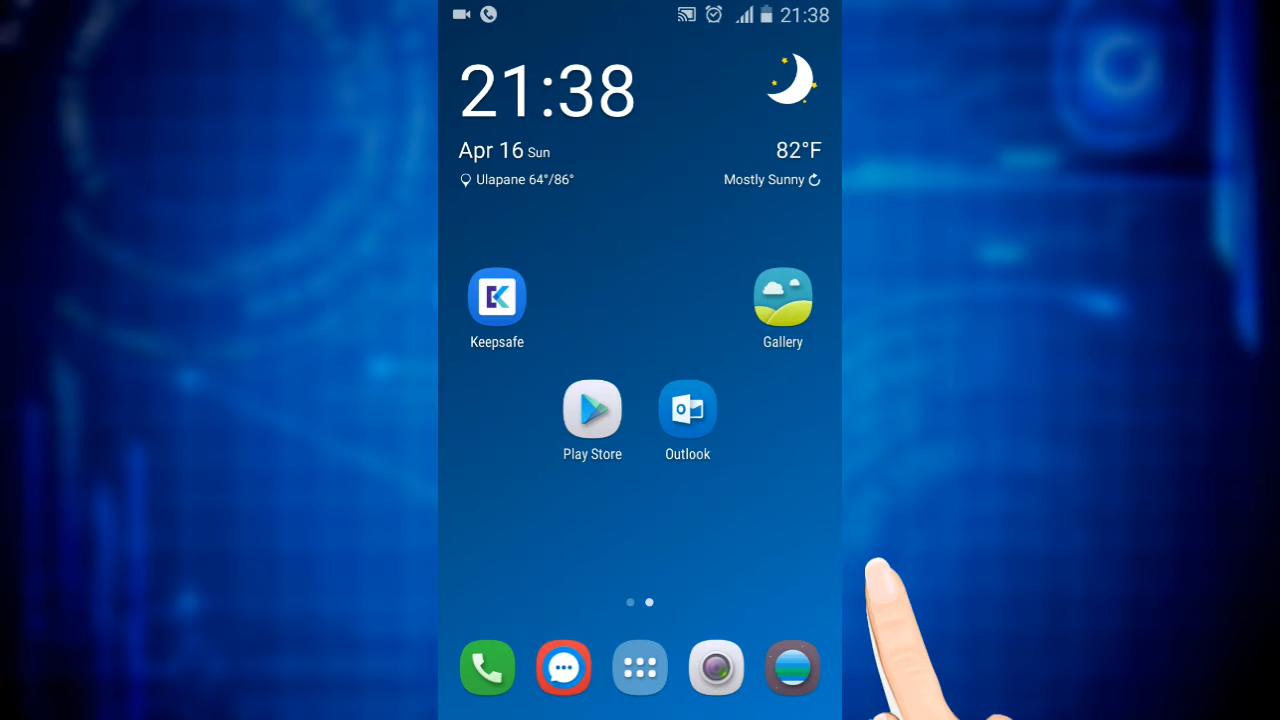 21:38
21:38
Apr 16 Sun
82°F
Ulapane 64°/86°
Mostly Sunny
Keepsafe
Gallery
Play Store
Outlook